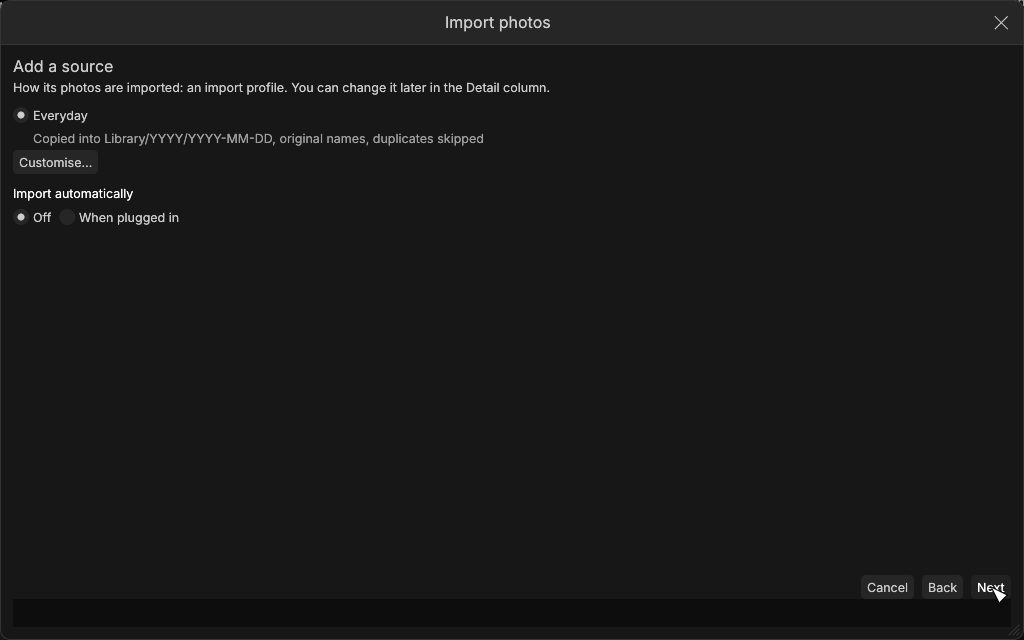 Import photos
Add a source
How its photos are imported: an import profile. You can change it later in the Detail column.
Everyday
Copied into Library/YYYY/YYYY-MM-DD, original names, duplicates skipped
Customise...
Import automatically
Off When plugged in
Cancel Back Next